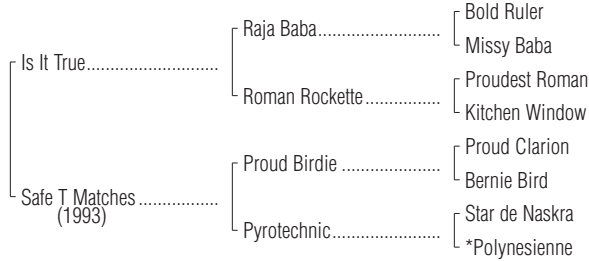 Bold Ruler
Raja Baba..........................
Missy Baba
Is It True............................
Proudest Roman
Roman Rockette................
Kitchen Window
Proud Clarion
Proud Birdie .....................
Bernie Bird
Safe T Matches .................
(1993)
Star de Naskra
Pyrotechnic.......................
*Polynesienne